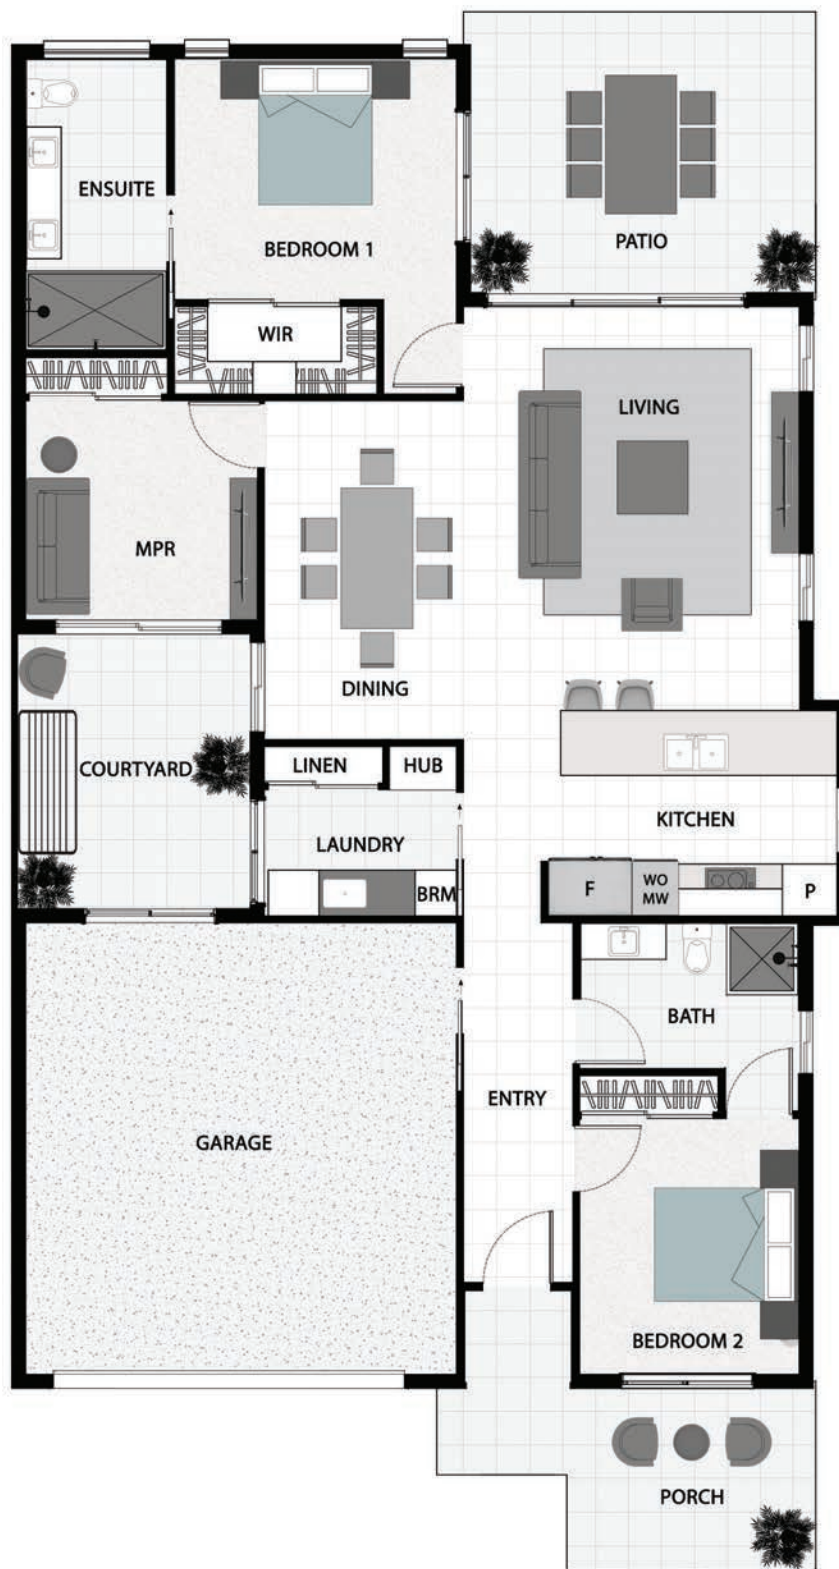 ENSUITE
BEDROOM 1
PATIO
WIR
LIVING
MPR
DINING
COURTYARD
LINEN
HUB
KITCHEN
LAUNDRY
BRM
F
WO
MW
P
BATH
ENTRY
GARAGE
BEDROOM 2
PORCH